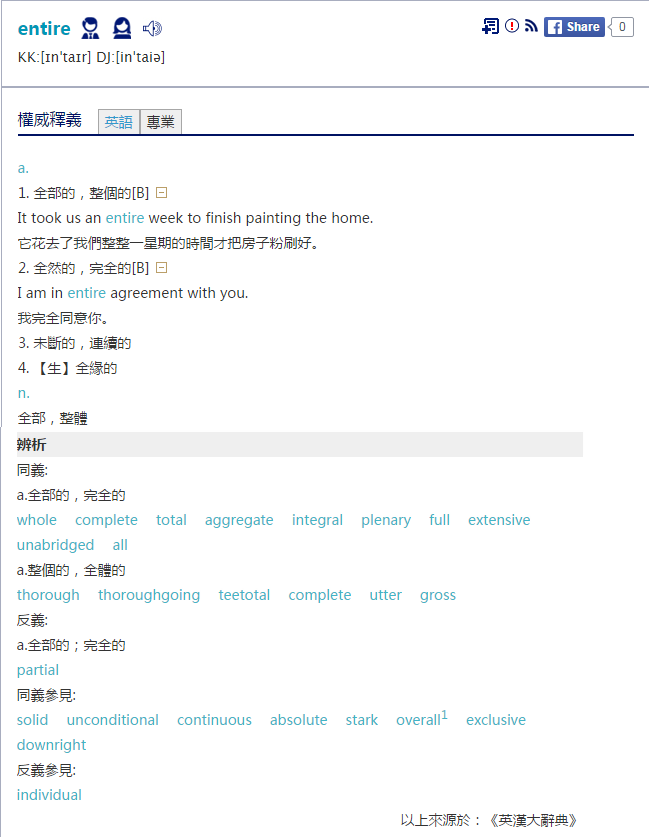 entire
Share 0
KK:[ɪnˈtaɪr] DJ:[inˈtaiə]
權威釋義 英語 專業
a.
1. 全部的，整個的[B]
It took us an entire week to finish painting the home.
它花去了我們整整一星期的時間才把房子粉刷好。
2. 全然的，完全的[B]
I am in entire agreement with you.
我完全同意你。
3. 未斷的，連續的
4. 【生】全緣的
n.
全部，整體
辨析
同義:
a.全部的，完全的
whole complete total aggregate integral plenary full extensive
unabridged all
a.整個的，全體的
thorough thoroughgoing teetotal complete utter gross
反義:
a.全部的；完全的
partial
同義參見:
solid unconditional continuous absolute stark overall1 exclusive
downright
反義參見:
individual
以上來源於：《英漢大辭典》